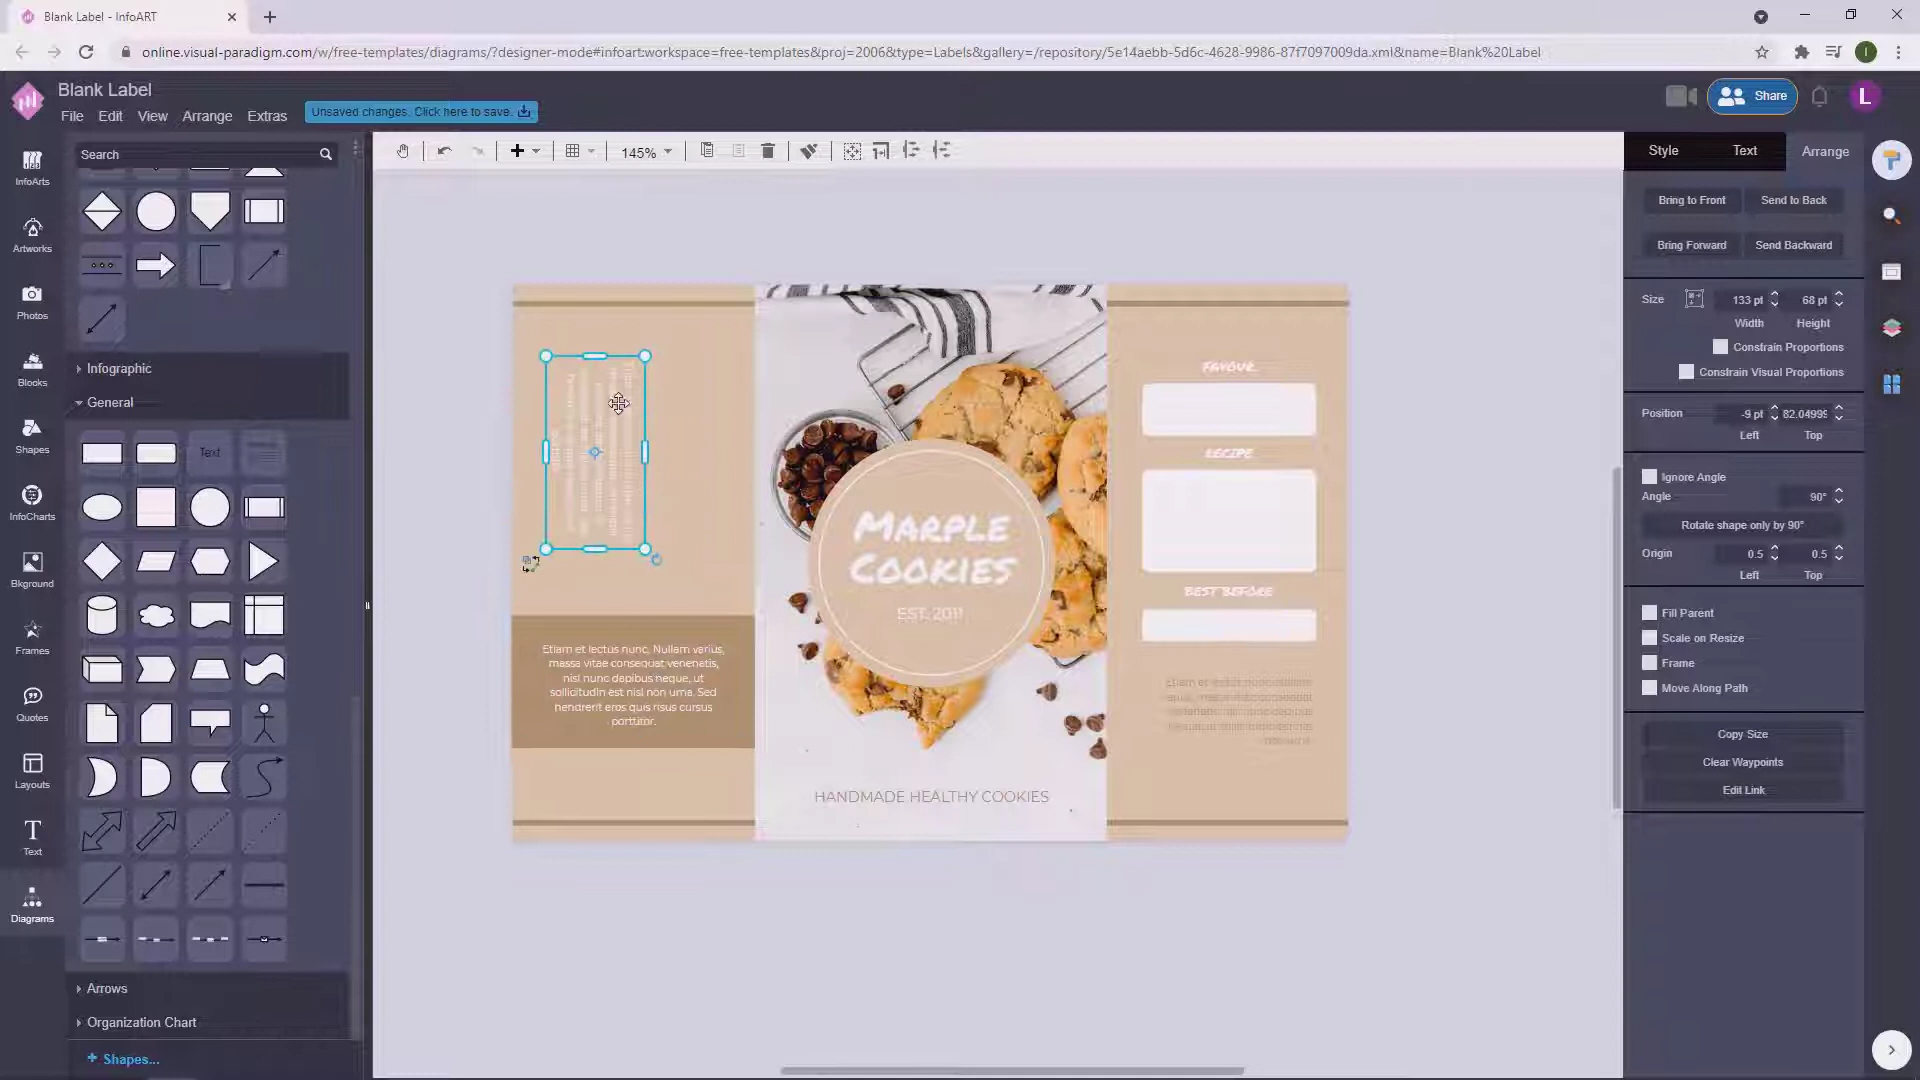 Blank Label - InfoART
online.visual-paradigm.com/w/free-templates/diagrams/?designer-mode#infoart:workspace=free-templates&proj=2006&type=Labels&gallery=/repository/5e14aebb-5d6c-4628-9986-87f7097009da.xml&name=Blank%20Label
I
Blank Label
File Edit View Arrange Extras
Unsaved changes. Click here to save.
Share
L
Search
145%
Style Text Arrange
InfoArts
Artworks
Photos
Blocks
Shapes
InfoCharts
Bkground
Frames
Quotes
Layouts
Text
Diagrams
Infographic
General
Text
Arrows
Organization Chart
+ Shapes...
Etiam et lectus nunc. Nullam varius,
massa vitae consequat venenatis,
nisl nunc dapibus neque, ut
sollicitudin est nisl non urna. Sed
hendrerit eros quis risus cursus
porttitor.
Marple
Cookies
EST. 2011
HANDMADE HEALTHY COOKIES
Favour
Recipe
Best Before
Bring to Front Send to Back
Bring Forward Send Backward
Size 133 pt 68 pt
Width Height
Constrain Proportions
Constrain Visual Proportions
Position -9 pt 82.04999
Left Top
Ignore Angle
Angle 90°
Rotate shape only by 90°
Origin 0.5 0.5
Left Top
Fill Parent
Scale on Resize
Frame
Move Along Path
Copy Size
Clear Waypoints
Edit Link